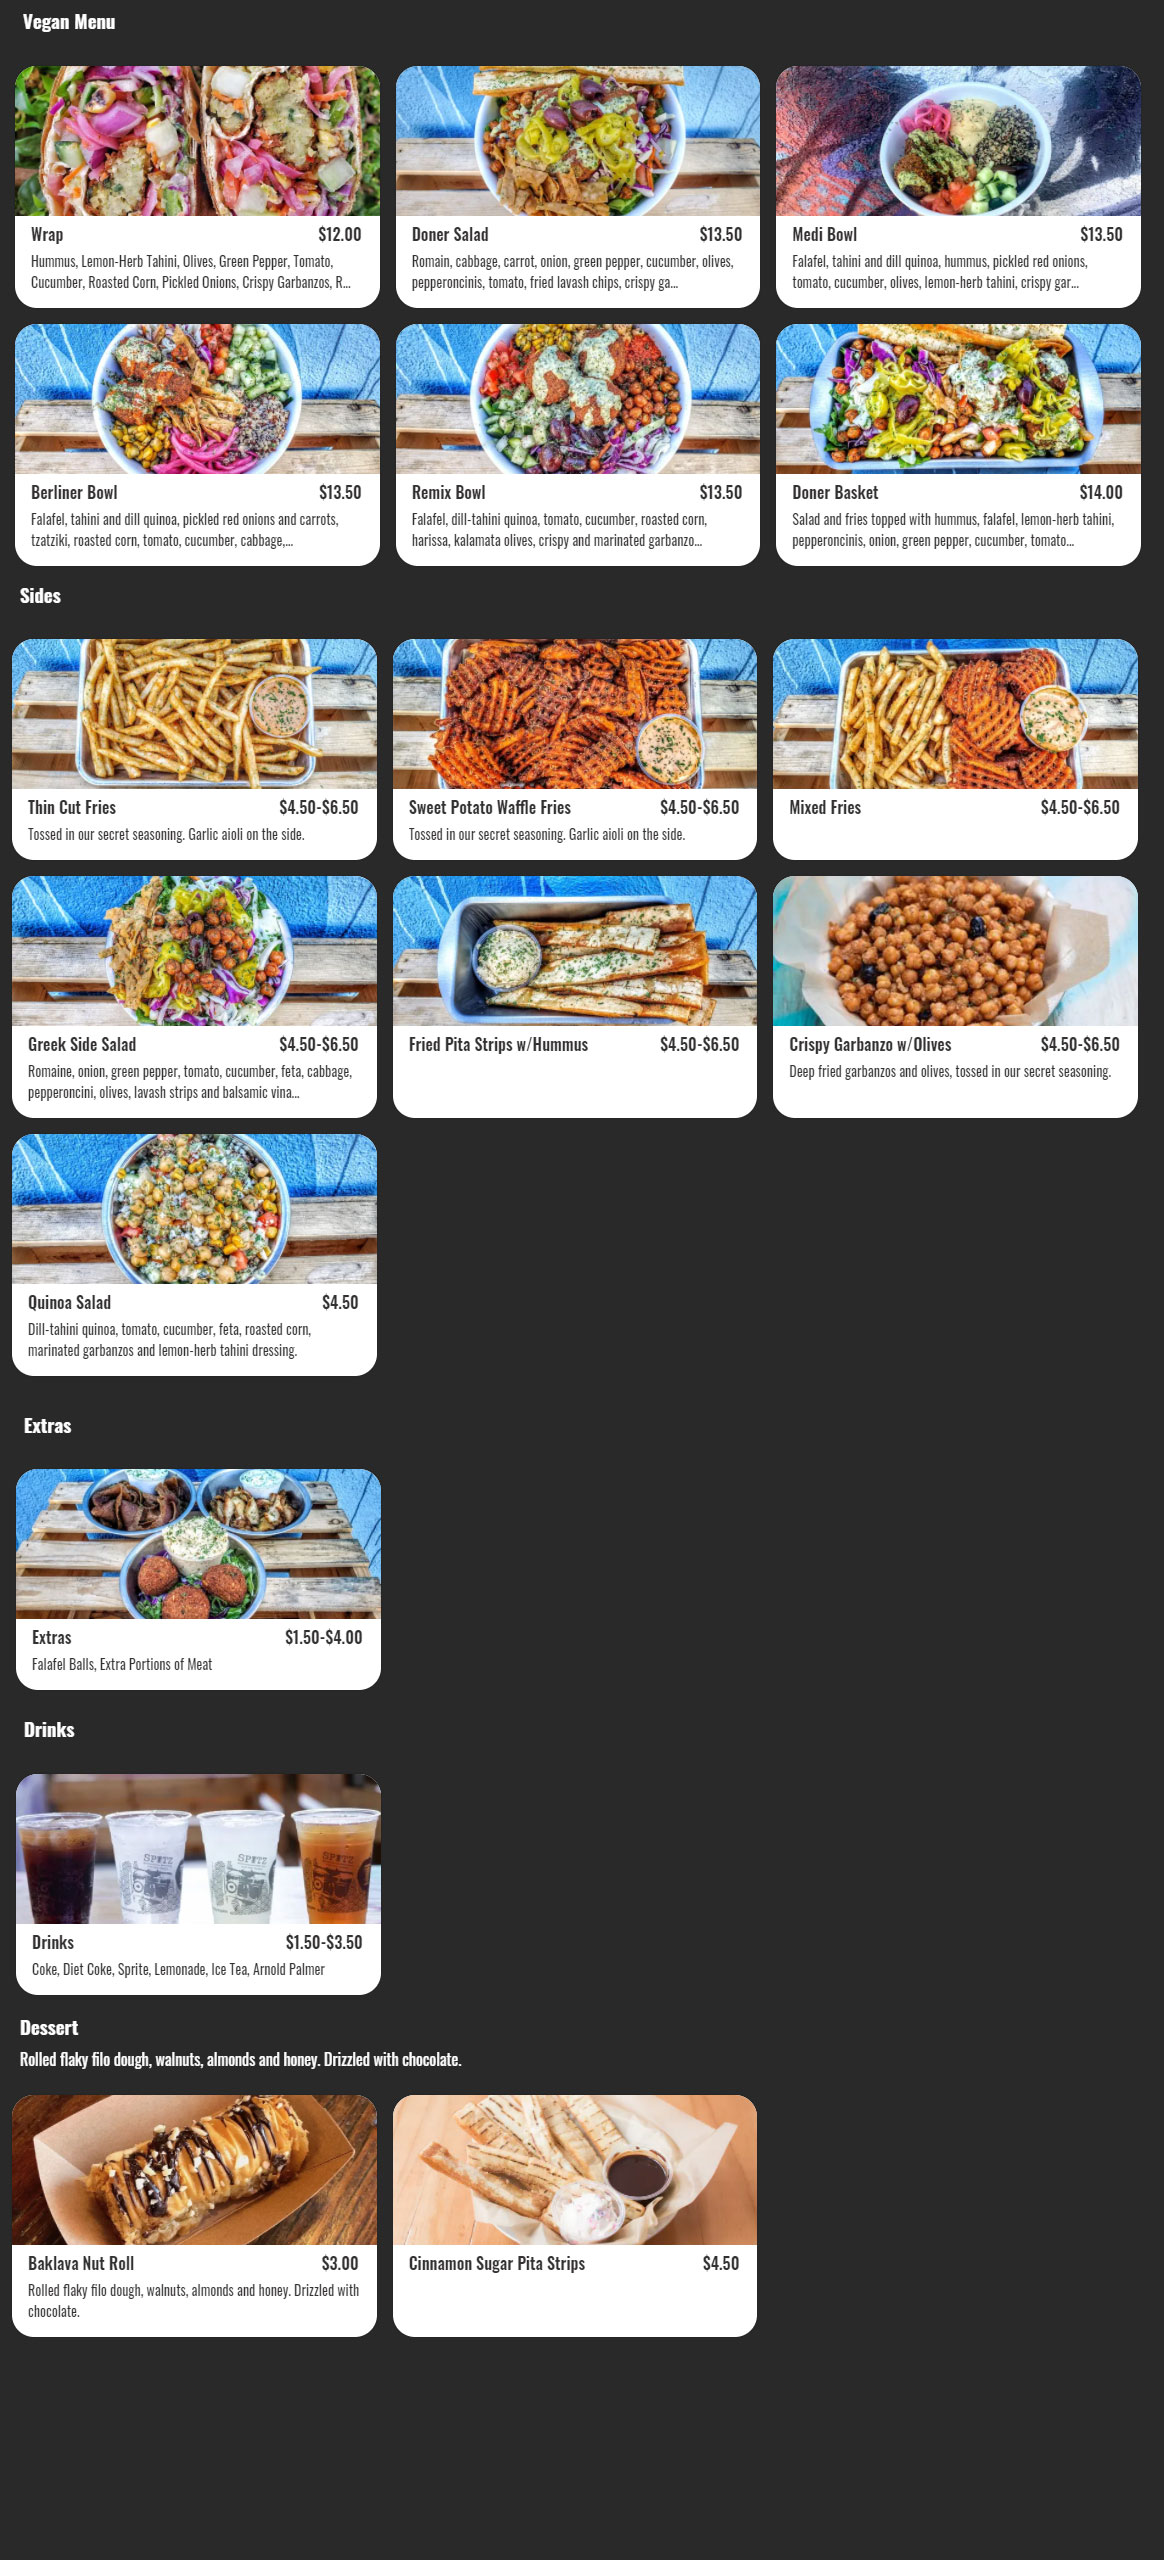 Vegan Menu
Wrap $12.00
Hummus, Lemon-Herb Tahini, Olives, Green Pepper, Tomato,
Cucumber, Roasted Corn, Pickled Onions, Crispy Garbanzos, R...
Doner Salad $13.50
Romain, cabbage, carrot, onion, green pepper, cucumber, olives,
pepperoncinis, tomato, fried lavash chips, crispy ga...
Medi Bowl $13.50
Falafel, tahini and dill quinoa, hummus, pickled red onions,
tomato, cucumber, olives, lemon-herb tahini, crispy gar...
Berliner Bowl $13.50
Falafel, tahini and dill quinoa, pickled red onions and carrots,
tzatziki, roasted corn, tomato, cucumber, cabbage,...
Remix Bowl $13.50
Falafel, dill-tahini quinoa, tomato, cucumber, roasted corn,
harissa, kalamata olives, crispy and marinated garbanzo...
Doner Basket $14.00
Salad and fries topped with hummus, falafel, lemon-herb tahini,
pepperoncinis, onion, green pepper, cucumber, tomato...
Sides
Thin Cut Fries $4.50-$6.50
Tossed in our secret seasoning. Garlic aioli on the side.
Sweet Potato Waffle Fries $4.50-$6.50
Tossed in our secret seasoning. Garlic aioli on the side.
Mixed Fries $4.50-$6.50
Greek Side Salad $4.50-$6.50
Romaine, onion, green pepper, tomato, cucumber, feta, cabbage,
pepperoncini, olives, lavash strips and balsamic vina...
Fried Pita Strips w/Hummus $4.50-$6.50
Crispy Garbanzo w/Olives $4.50-$6.50
Deep fried garbanzos and olives, tossed in our secret seasoning.
Quinoa Salad $4.50
Dill-tahini quinoa, tomato, cucumber, feta, roasted corn,
marinated garbanzos and lemon-herb tahini dressing.
Extras
Extras $1.50-$4.00
Falafel Balls, Extra Portions of Meat
Drinks
SPITZ
SPITZ
SPITZ
Drinks $1.50-$3.50
Coke, Diet Coke, Sprite, Lemonade, Ice Tea, Arnold Palmer
Dessert
Rolled flaky filo dough, walnuts, almonds and honey. Drizzled with chocolate.
Baklava Nut Roll $3.00
Rolled flaky filo dough, walnuts, almonds and honey. Drizzled with
chocolate.
Cinnamon Sugar Pita Strips $4.50